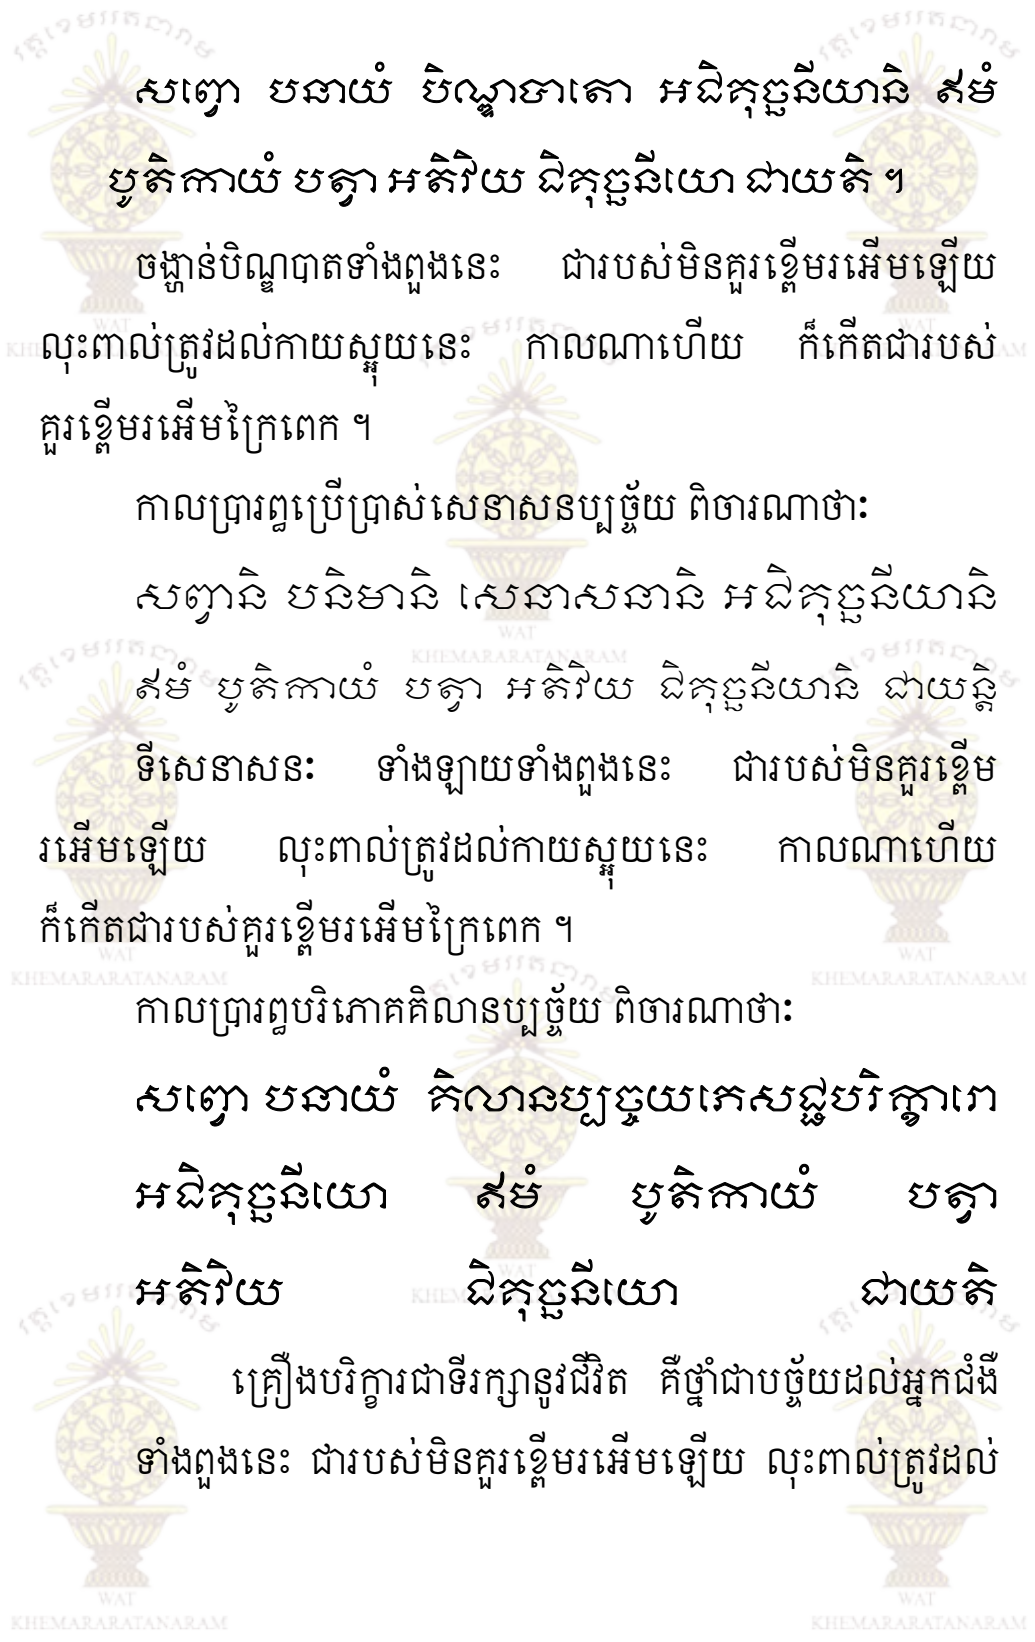 សព្វោ បនាយំ បិណ្ឌបាតោ អជិគុច្ឆនីយានិ ឥមំ
បូតិកាយំ បត្វា អតិវិយ ជិគុច្ឆនីយោ ជាយតិ ។
ចង្ហាន់បិណ្ឌបាតទាំងពួងនេះ ជារបស់មិនគួរខ្ពើមរអើមឡើយ
លុះពាល់ត្រូវដល់កាយស្អុយនេះ កាលណាហើយ ក៏កើតជារបស់
គួរខ្ពើមរអើមក្រៃពេក ។
កាលប្រារព្ធប្រើប្រាស់សេនាសនប្បច្ច័យ ពិចារណាថាៈ
សព្វានិ បនិមានិ សេនាសនានិ អជិគុច្ឆនីយានិ
ឥមំ បូតិកាយំ បត្វា អតិវិយ ជិគុច្ឆនីយានិ ជាយន្តិ
ទីសេនាសនៈ ទាំងឡាយទាំងពួងនេះ ជារបស់មិនគួរខ្ពើម
រអើមឡើយ លុះពាល់ត្រូវដល់កាយស្អុយនេះ កាលណាហើយ
ក៏កើតជារបស់គួរខ្ពើមរអើមក្រៃពេក ។
កាលប្រារព្ធបរិភោគគិលានប្បច្ច័យ ពិចារណាថាៈ
សព្វោ បនាយំ គិលានប្បច្ចយភេសជ្ជបរិក្ខារោ
អជិគុច្ឆនីយោ ឥមំ បូតិកាយំ បត្វា
អតិវិយ ជិគុច្ឆនីយោ ជាយតិ
គ្រឿងបរិក្ខារជាទីរក្សានូវជីវិត គឺថ្នាំជាបច្ច័យដល់អ្នកជំងឺ
ទាំងពួងនេះ ជារបស់មិនគួរខ្ពើមរអើមឡើយ លុះពាល់ត្រូវដល់
WAT
KHEMARARATANARAM